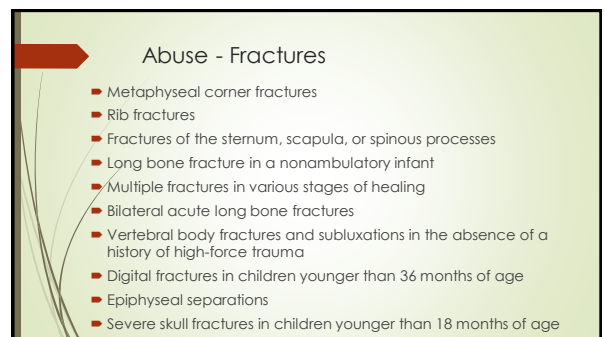 Abuse - Fractures
Metaphyseal corner fractures
Rib fractures
Fractures of the sternum, scapula, or spinous processes
Long bone fracture in a nonambulatory infant
Multiple fractures in various stages of healing
Bilateral acute long bone fractures
Vertebral body fractures and subluxations in the absence of a
history of high-force trauma
Digital fractures in children younger than 36 months of age
Epiphyseal separations
Severe skull fractures in children younger than 18 months of age